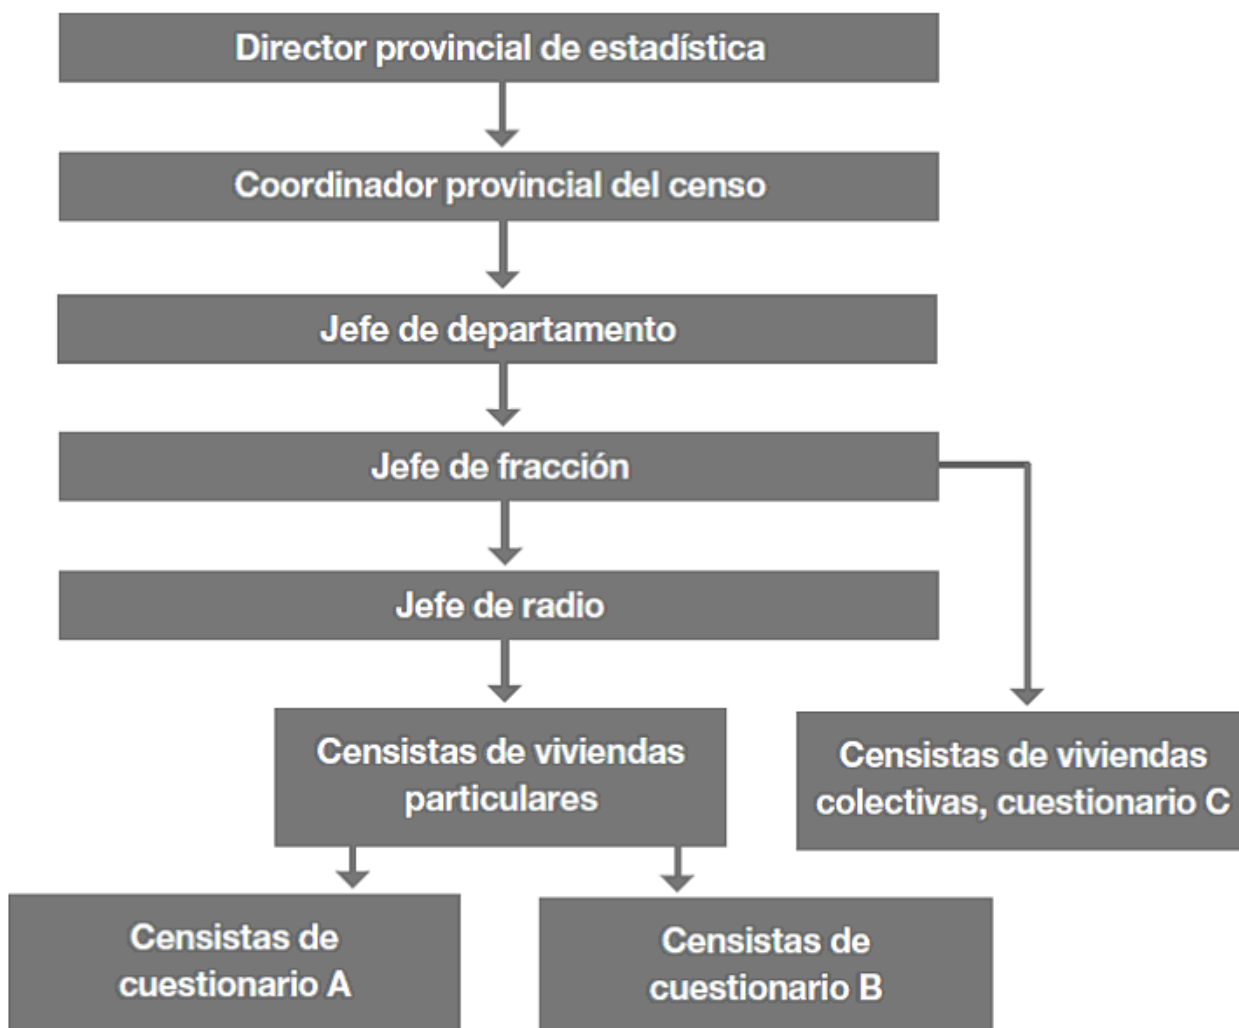 Director provincial de estadística
Coordinador provincial del censo
Jefe de departamento
Jefe de fracción
Jefe de radio
Censistas de viviendas
particulares
Censistas de viviendas
colectivas, cuestionario C
Censistas de
cuestionario A
Censistas de
cuestionario B